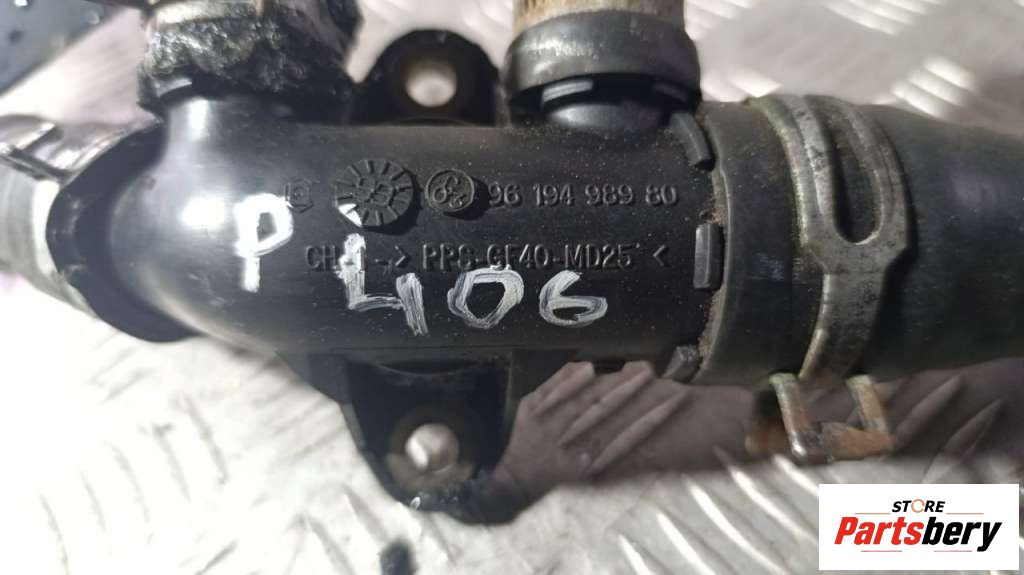 96 194 989 80
CH-1 -> PPS-GF40-MD25 <
P 406
STORE
Partsbery